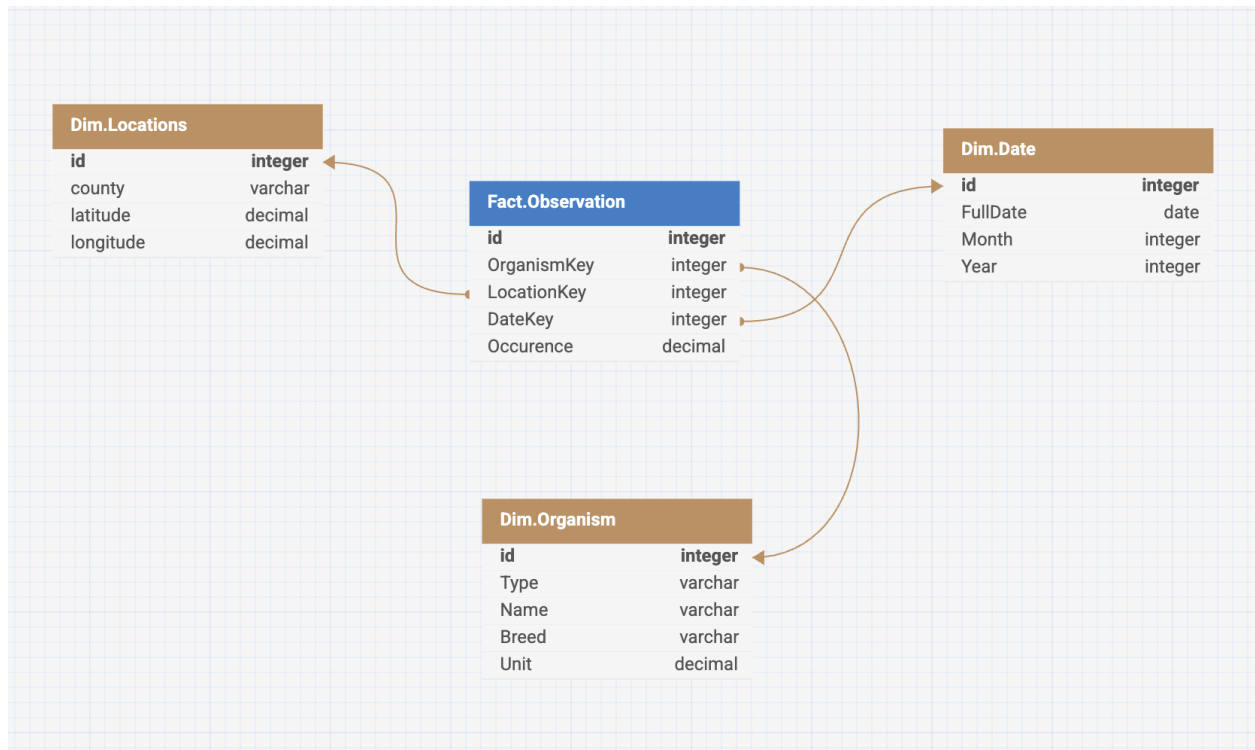 Dim.Locations
id integer
county varchar
latitude decimal
longitude decimal
Fact.Observation
id integer
OrganismKey integer
LocationKey integer
DateKey integer
Occurence decimal
Dim.Date
id integer
FullDate date
Month integer
Year integer
Dim.Organism
id integer
Type varchar
Name varchar
Breed varchar
Unit decimal